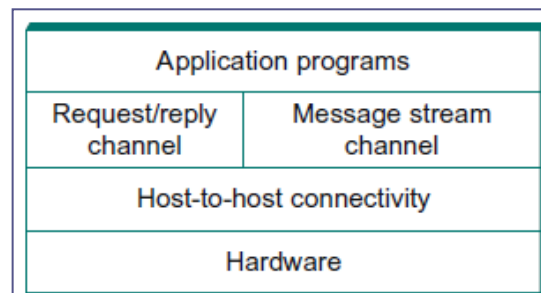 Application programs
Request/reply
channel
Message stream
channel
Host-to-host connectivity
Hardware